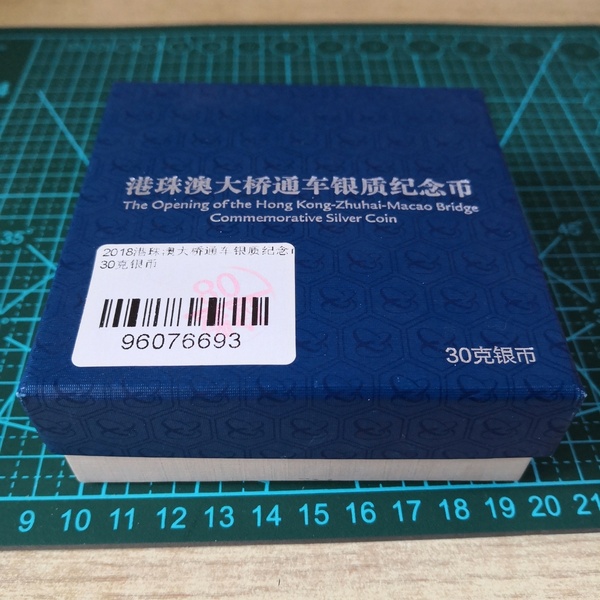 港珠澳大桥通车银质纪念币
The Opening of the Hong Kong-Zhuhai-Macao Bridge
Commemorative Silver Coin
2018港珠澳大桥通车银质纪念
30克银币
96076693
30克银币
35
45
9 10 11 12 13 14 15 16 17 18 19 20 21